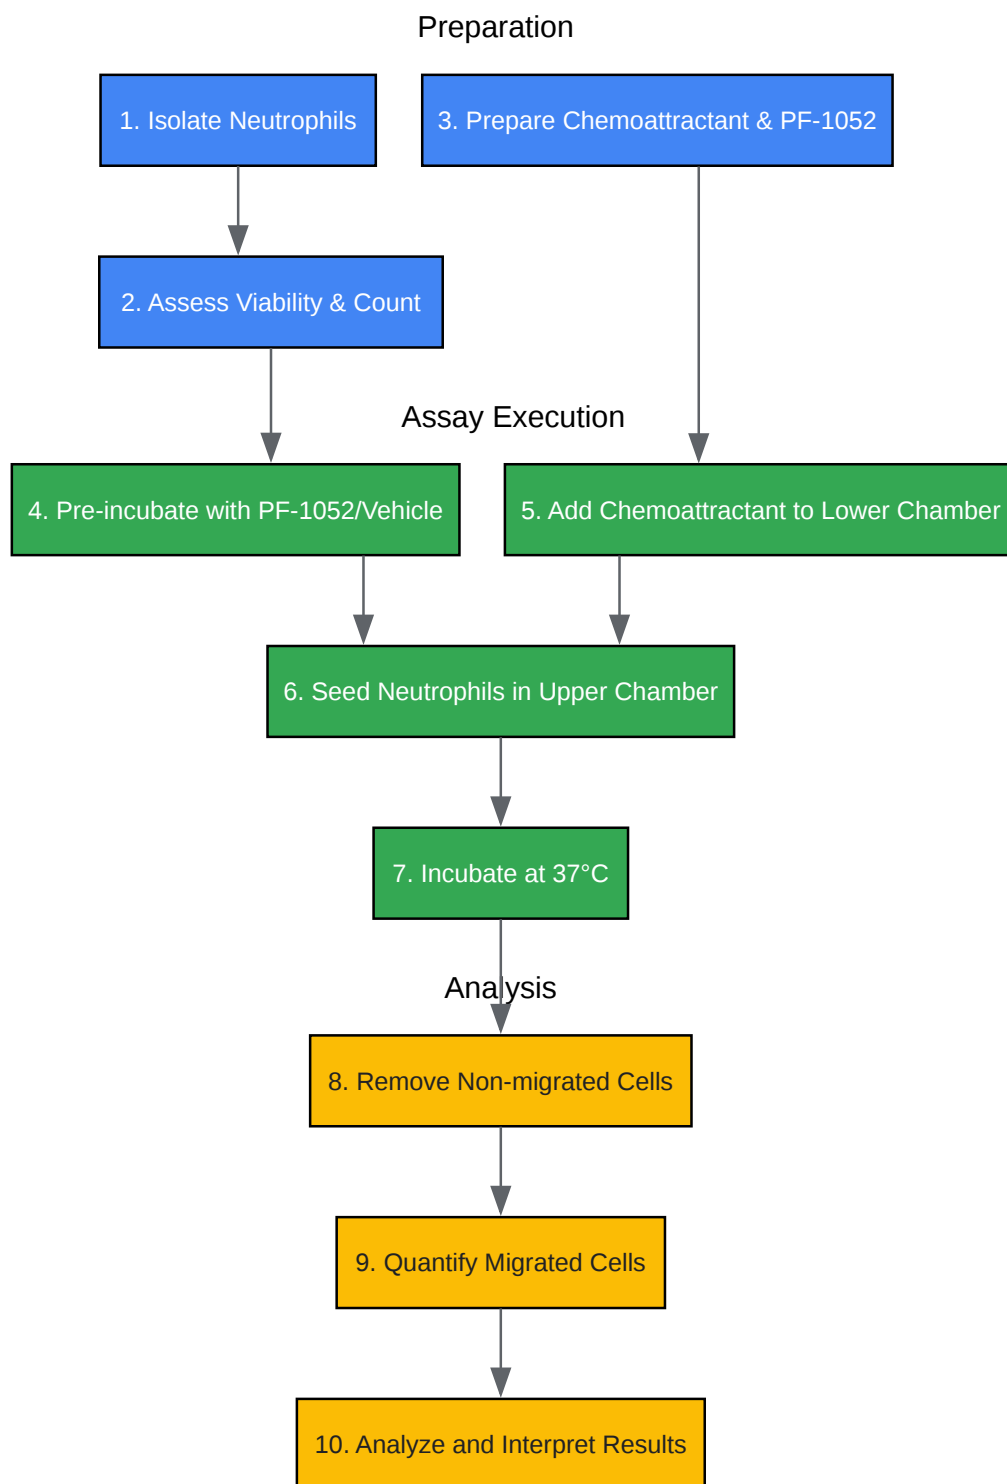 Preparation
1. Isolate Neutrophils
3. Prepare Chemoattractant & PF-1052
2. Assess Viability & Count
Assay Execution
4. Pre-incubate with PF-1052/Vehicle
5. Add Chemoattractant to Lower Chamber
6. Seed Neutrophils in Upper Chamber
7. Incubate at 37°C
Analysis
8. Remove Non-migrated Cells
9. Quantify Migrated Cells
10. Analyze and Interpret Results